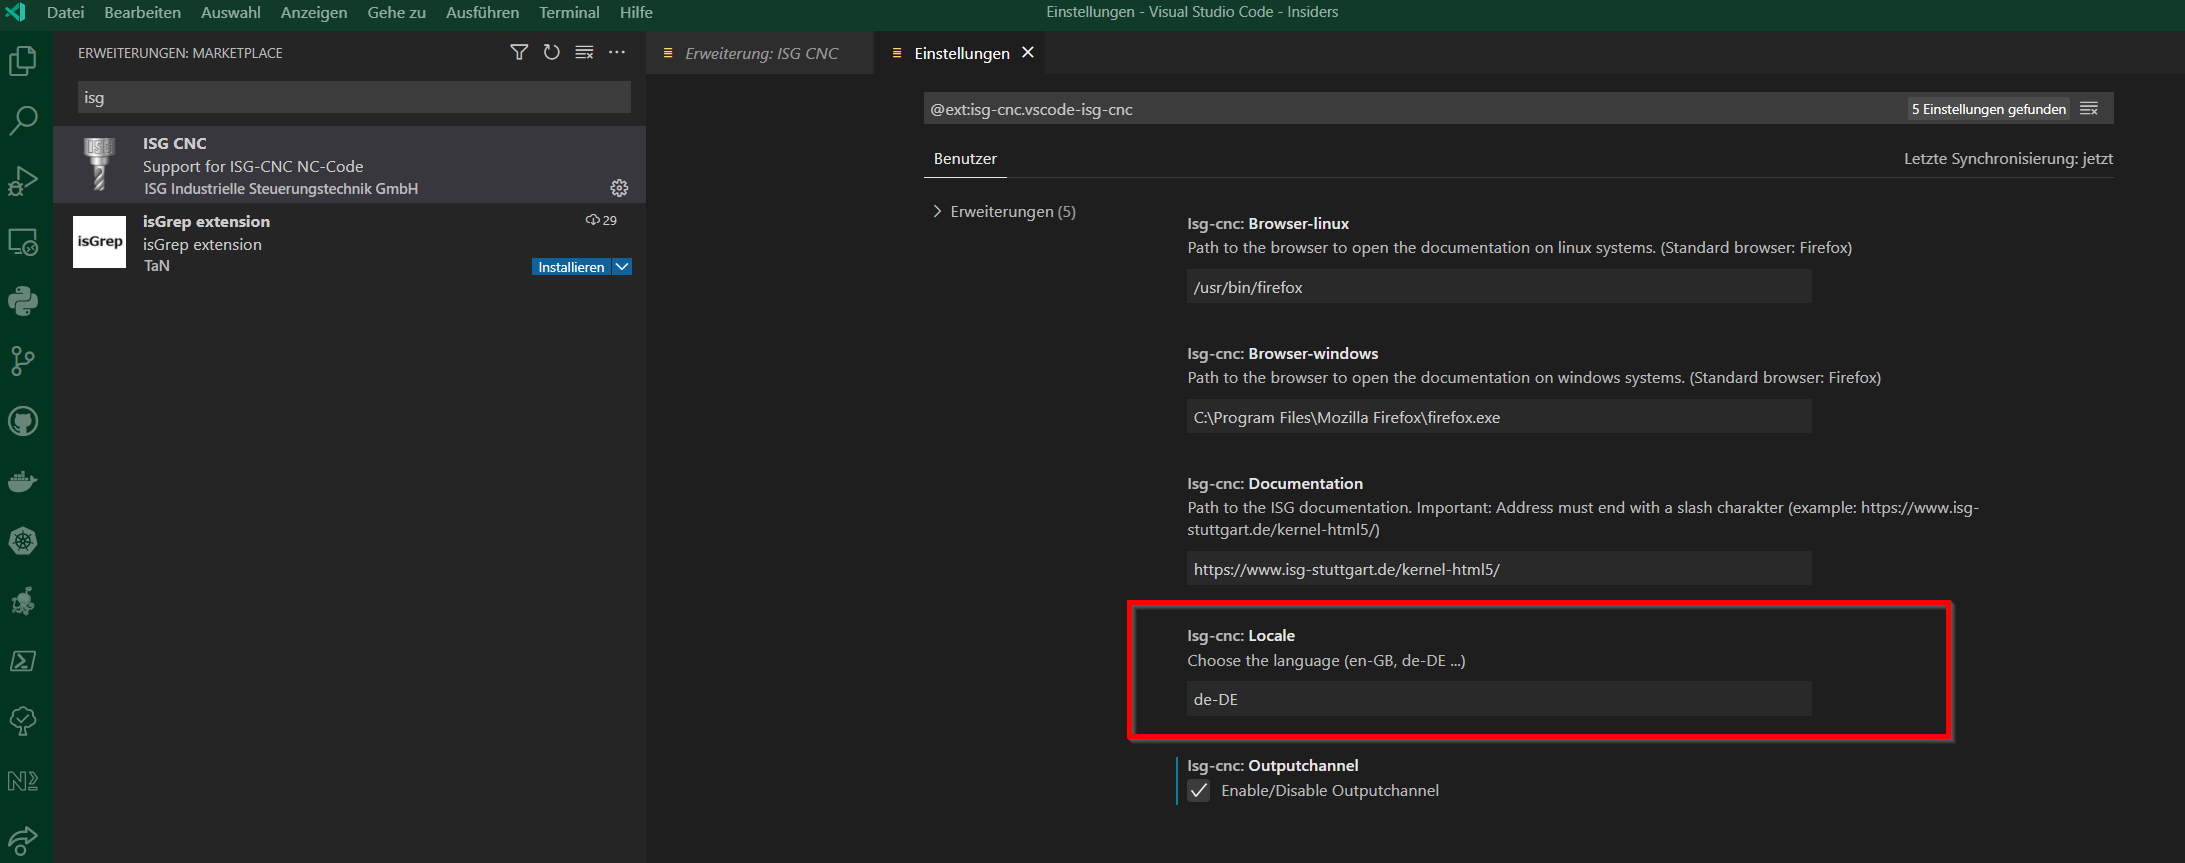 Datei Bearbeiten Auswahl Anzeigen Gehe zu Ausführen Terminal Hilfe
Einstellungen - Visual Studio Code - Insiders
ERWEITERUNGEN: MARKETPLACE
isg
ISG CNC
Support for ISG-CNC NC-Code
ISG Industrielle Steuerungstechnik GmbH
isGrep
isGrep extension
29
isGrep extension
TaN
Installieren
Erweiterung: ISG CNC
Einstellungen
@ext:isg-cnc.vscode-isg-cnc
5 Einstellungen gefunden
Benutzer
Letzte Synchronisierung: jetzt
Erweiterungen (5)
Isg-cnc: Browser-linux
Path to the browser to open the documentation on linux systems. (Standard browser: Firefox)
/usr/bin/firefox
Isg-cnc: Browser-windows
Path to the browser to open the documentation on windows systems. (Standard browser: Firefox)
C:\Program Files\Mozilla Firefox\firefox.exe
Isg-cnc: Documentation
Path to the ISG documentation. Important: Address must end with a slash charakter (example: https://www.isg-
stuttgart.de/kernel-html5/)
https://www.isg-stuttgart.de/kernel-html5/
Isg-cnc: Locale
Choose the language (en-GB, de-DE ...)
de-DE
Isg-cnc: Outputchannel
Enable/Disable Outputchannel